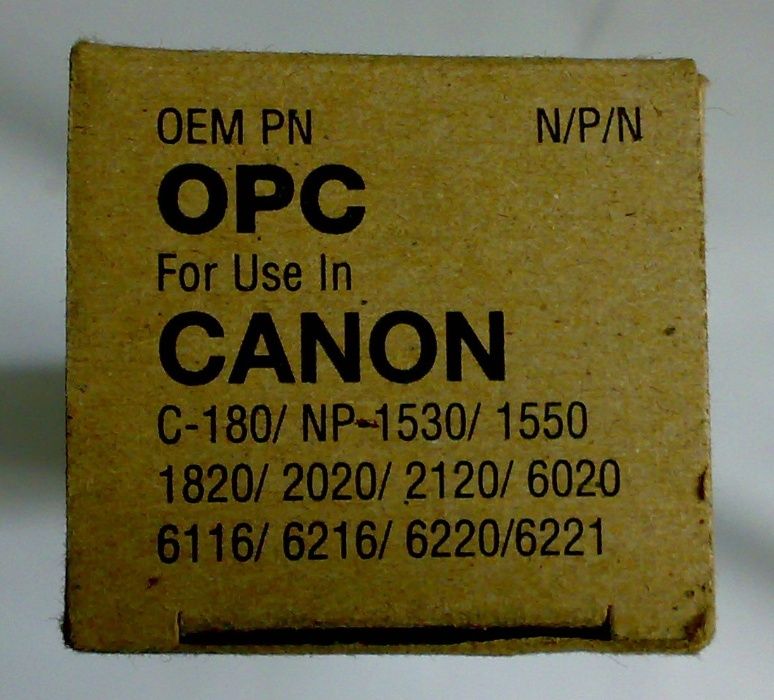 OEM PN N/P/N
OPC
For Use In
CANON
C-180/ NP-1530/ 1550
1820/ 2020/ 2120/ 6020
6116/ 6216/ 6220/6221